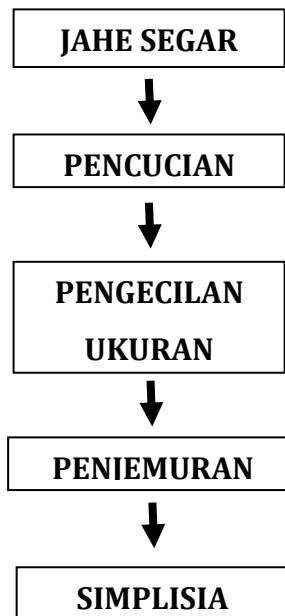 JAHE SEGAR
PENCUCIAN
PENGECILAN
UKURAN
PENJEMURAN
SIMPLISIA